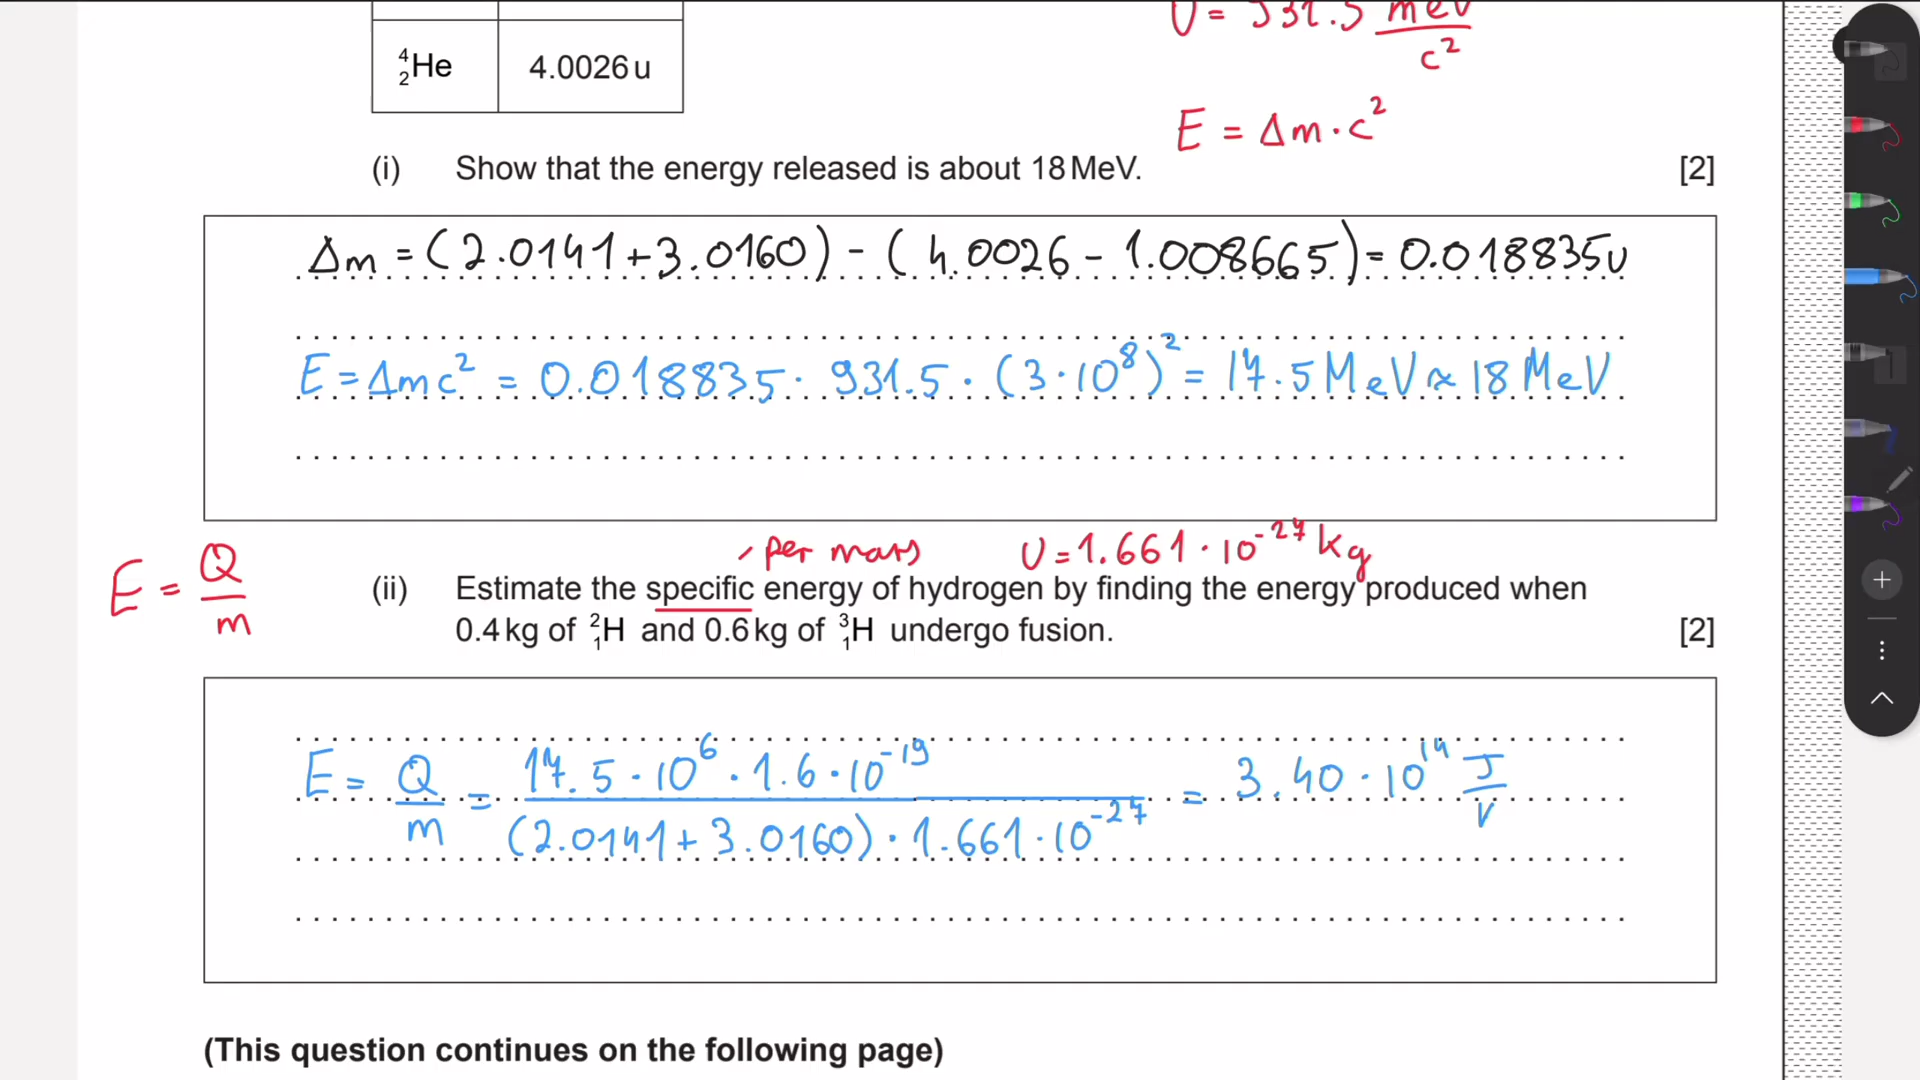 U = 931.5 MeV/c²
⁴₂He 4.0026 u
E = Δm·c²
(i) Show that the energy released is about 18 MeV. [2]
Δm = (2.0141+3.0160) - (4.0026 - 1.008665) = 0.018835u
E = Δmc² = 0.018835 · 931.5 · (3·10⁸)² = 17.5 MeV ≈ 18 MeV
per mass U = 1.661·10⁻²⁷ kg
E = Q/m
(ii) Estimate the specific energy of hydrogen by finding the energy produced when
0.4 kg of ²₁H and 0.6 kg of ³₁H undergo fusion. [2]
E = Q/m = 17.5·10⁶·1.6·10⁻¹⁹/(2.0141+3.0160)·1.661·10⁻²⁷ = 3.40·10¹⁴ J/
(This question continues on the following page)